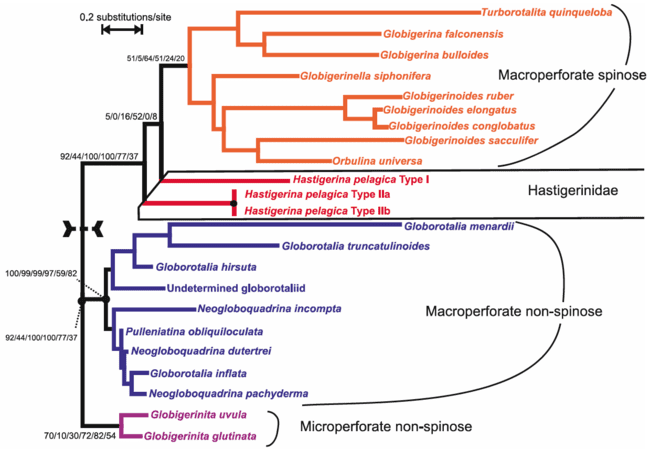 0,2 substitutions/site
Turborotalita quinqueloba
Globigerina falconensis
51/5/64/51/24/20
Globigerina bulloides
Globigerinella siphonifera
Macroperforate spinose
Globigerinoides ruber
Globigerinoides elongatus
5/0/16/52/0/8
Globigerinoides conglobatus
Globigerinoides sacculifer
92/44/100/100/77/37
Orbulina universa
Hastigerina pelagica Type I
Hastigerinidae
Hastigerina pelagica Type IIa
Hastigerina pelagica Type IIb
Globorotalia menardii
Globorotalia truncatulinoides
Globorotalia hirsuta
100/99/99/97/59/82
Undetermined globorotaliid
Neogloboquadrina incompta
Macroperforate non-spinose
Pulleniatina obliquiloculata
92/44/100/100/77/37
Neogloboquadrina dutertrei
Globorotalia inflata
Neogloboquadrina pachyderma
Globigerinita uvula
Microperforate non-spinose
70/10/30/72/82/54
Globigerinita glutinata